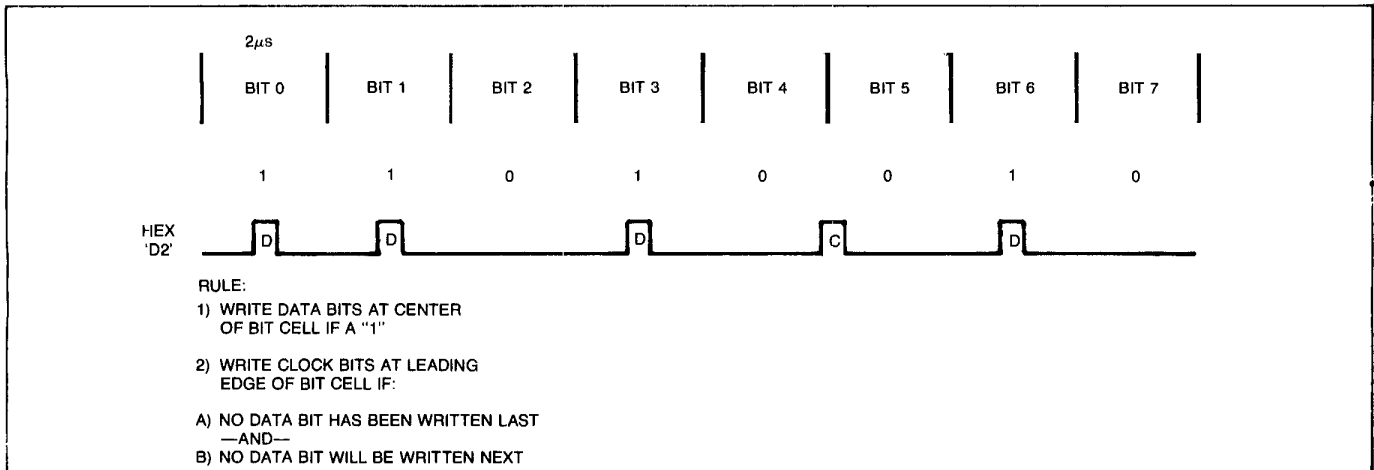 2μs
BIT 0 BIT 1 BIT 2 BIT 3 BIT 4 BIT 5 BIT 6 BIT 7
1 1 0 1 0 0 1 0
HEX
'D2'
D D D C D
RULE:
1) WRITE DATA BITS AT CENTER
OF BIT CELL IF A "1"
2) WRITE CLOCK BITS AT LEADING
EDGE OF BIT CELL IF:
A) NO DATA BIT HAS BEEN WRITTEN LAST
—AND—
B) NO DATA BIT WILL BE WRITTEN NEXT